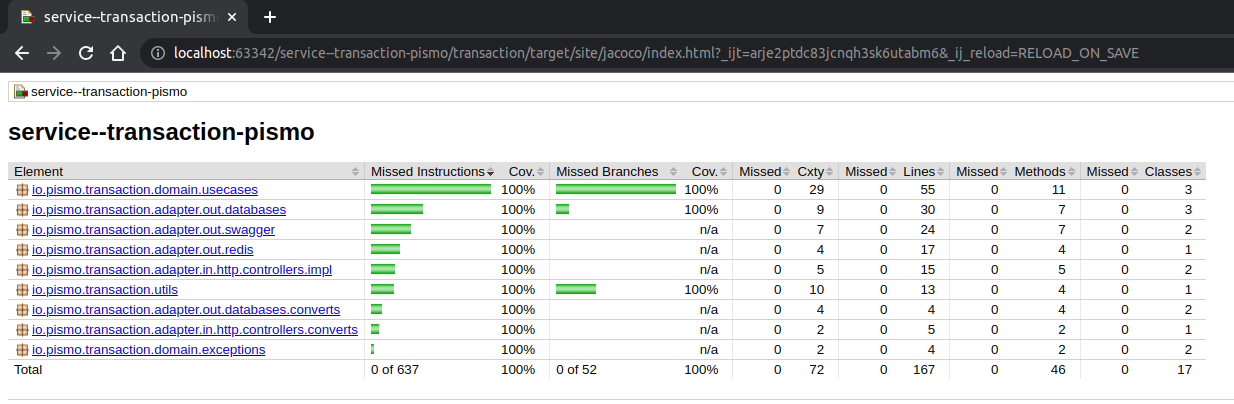 service--transaction-pism
localhost:63342/service--transaction-pismo/transaction/target/site/jacoco/index.html?_ijt=arje2ptdc83jcnqh3sk6utabm6&_ij_reload=RELOAD_ON_SAVE
service--transaction-pismo
service--transaction-pismo
Element Missed Instructions Cov. Missed Branches Cov. Missed Cxty Missed Lines Missed Methods Missed Classes
io.pismo.transaction.domain.usecases 100% 100% 0 29 0 55 0 11 0 3
io.pismo.transaction.adapter.out.databases 100% 100% 0 9 0 30 0 7 0 3
io.pismo.transaction.adapter.out.swagger 100% n/a 0 7 0 24 0 7 0 2
io.pismo.transaction.adapter.out.redis 100% n/a 0 4 0 17 0 4 0 1
io.pismo.transaction.adapter.in.http.controllers.impl 100% n/a 0 5 0 15 0 5 0 2
io.pismo.transaction.utils 100% 100% 0 10 0 13 0 4 0 1
io.pismo.transaction.adapter.out.databases.converts 100% n/a 0 4 0 4 0 4 0 2
io.pismo.transaction.adapter.in.http.controllers.converts 100% n/a 0 2 0 5 0 2 0 1
io.pismo.transaction.domain.exceptions 100% n/a 0 2 0 4 0 2 0 2
Total 0 of 637 100% 0 of 52 100% 0 72 0 167 0 46 0 17